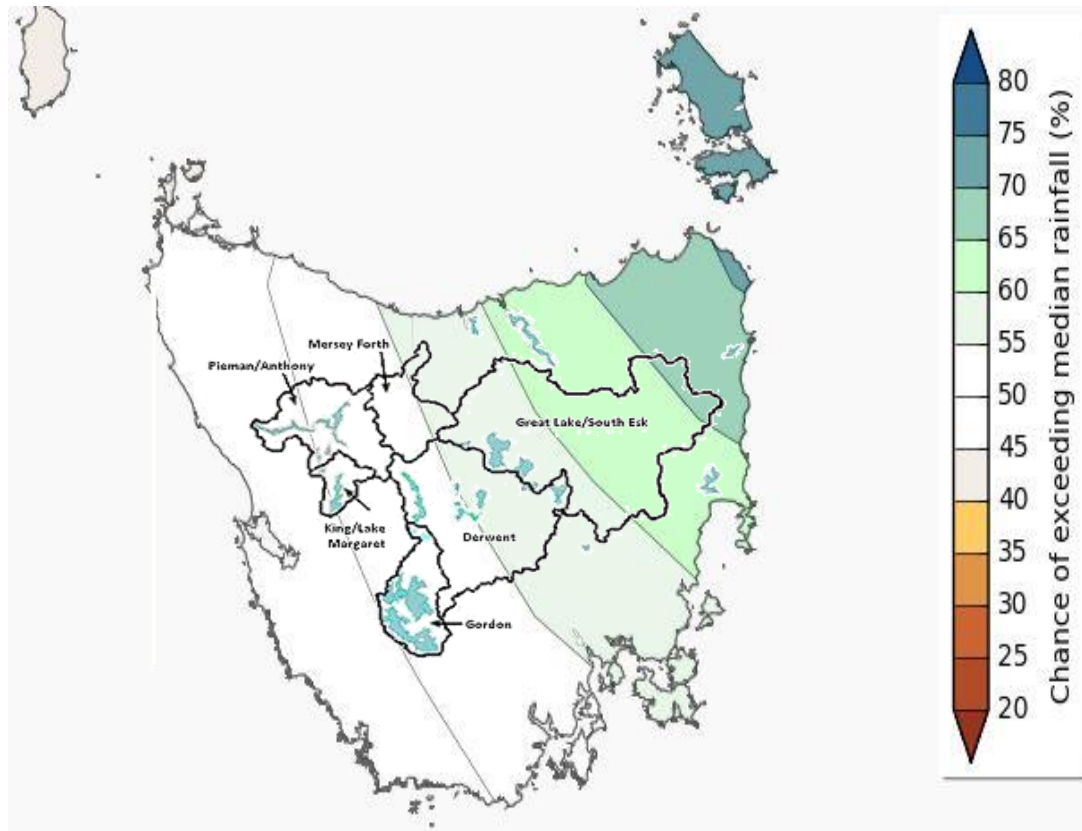 Mersey Forth
Pieman/Anthony
Great Lake/South Esk
King/Lake
Margaret
Derwent
Gordon
80
75
70
65
60
55
50
45
40
35
30
25
20
Chance of exceeding median rainfall (%)